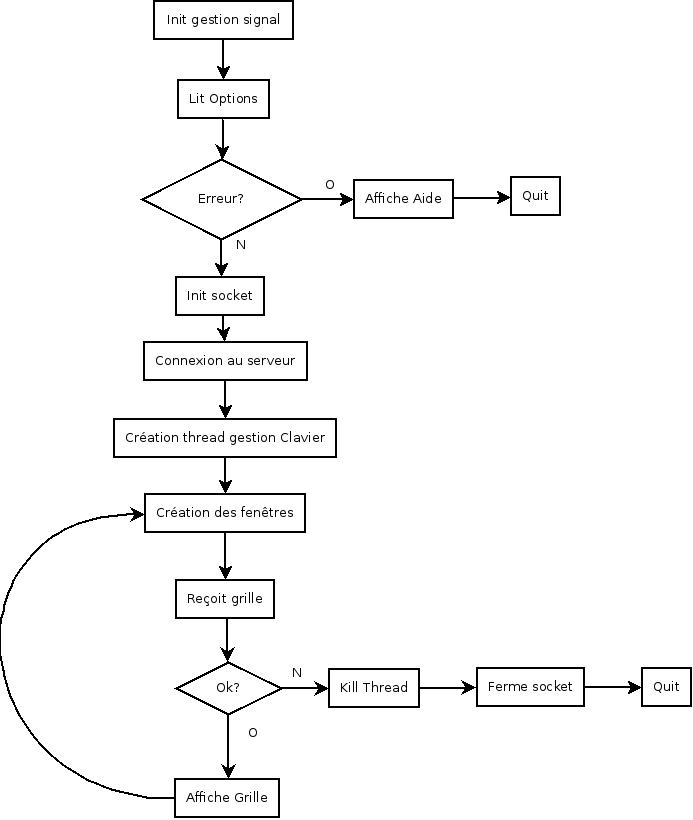 Init gestion signal
Lit Options
Erreur?
O
Affiche Aide
Quit
N
Init socket
Connexion au serveur
Création thread gestion Clavier
Création des fenêtres
Reçoit grille
Ok?
N
Kill Thread
Ferme socket
Quit
O
Affiche Grille